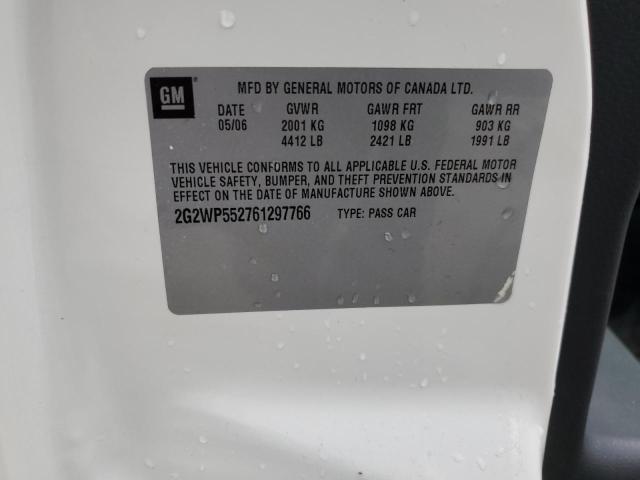 GM
MFD BY GENERAL MOTORS OF CANADA LTD.
DATE GVWR GAWR FRT GAWR RR
05/06 2001 KG 1098 KG 903 KG
4412 LB 2421 LB 1991 LB
THIS VEHICLE CONFORMS TO ALL APPLICABLE U.S. FEDERAL MOTOR
VEHICLE SAFETY, BUMPER, AND THEFT PREVENTION STANDARDS IN
EFFECT ON THE DATE OF MANUFACTURE SHOWN ABOVE.
2G2WP552761297766 TYPE: PASS CAR